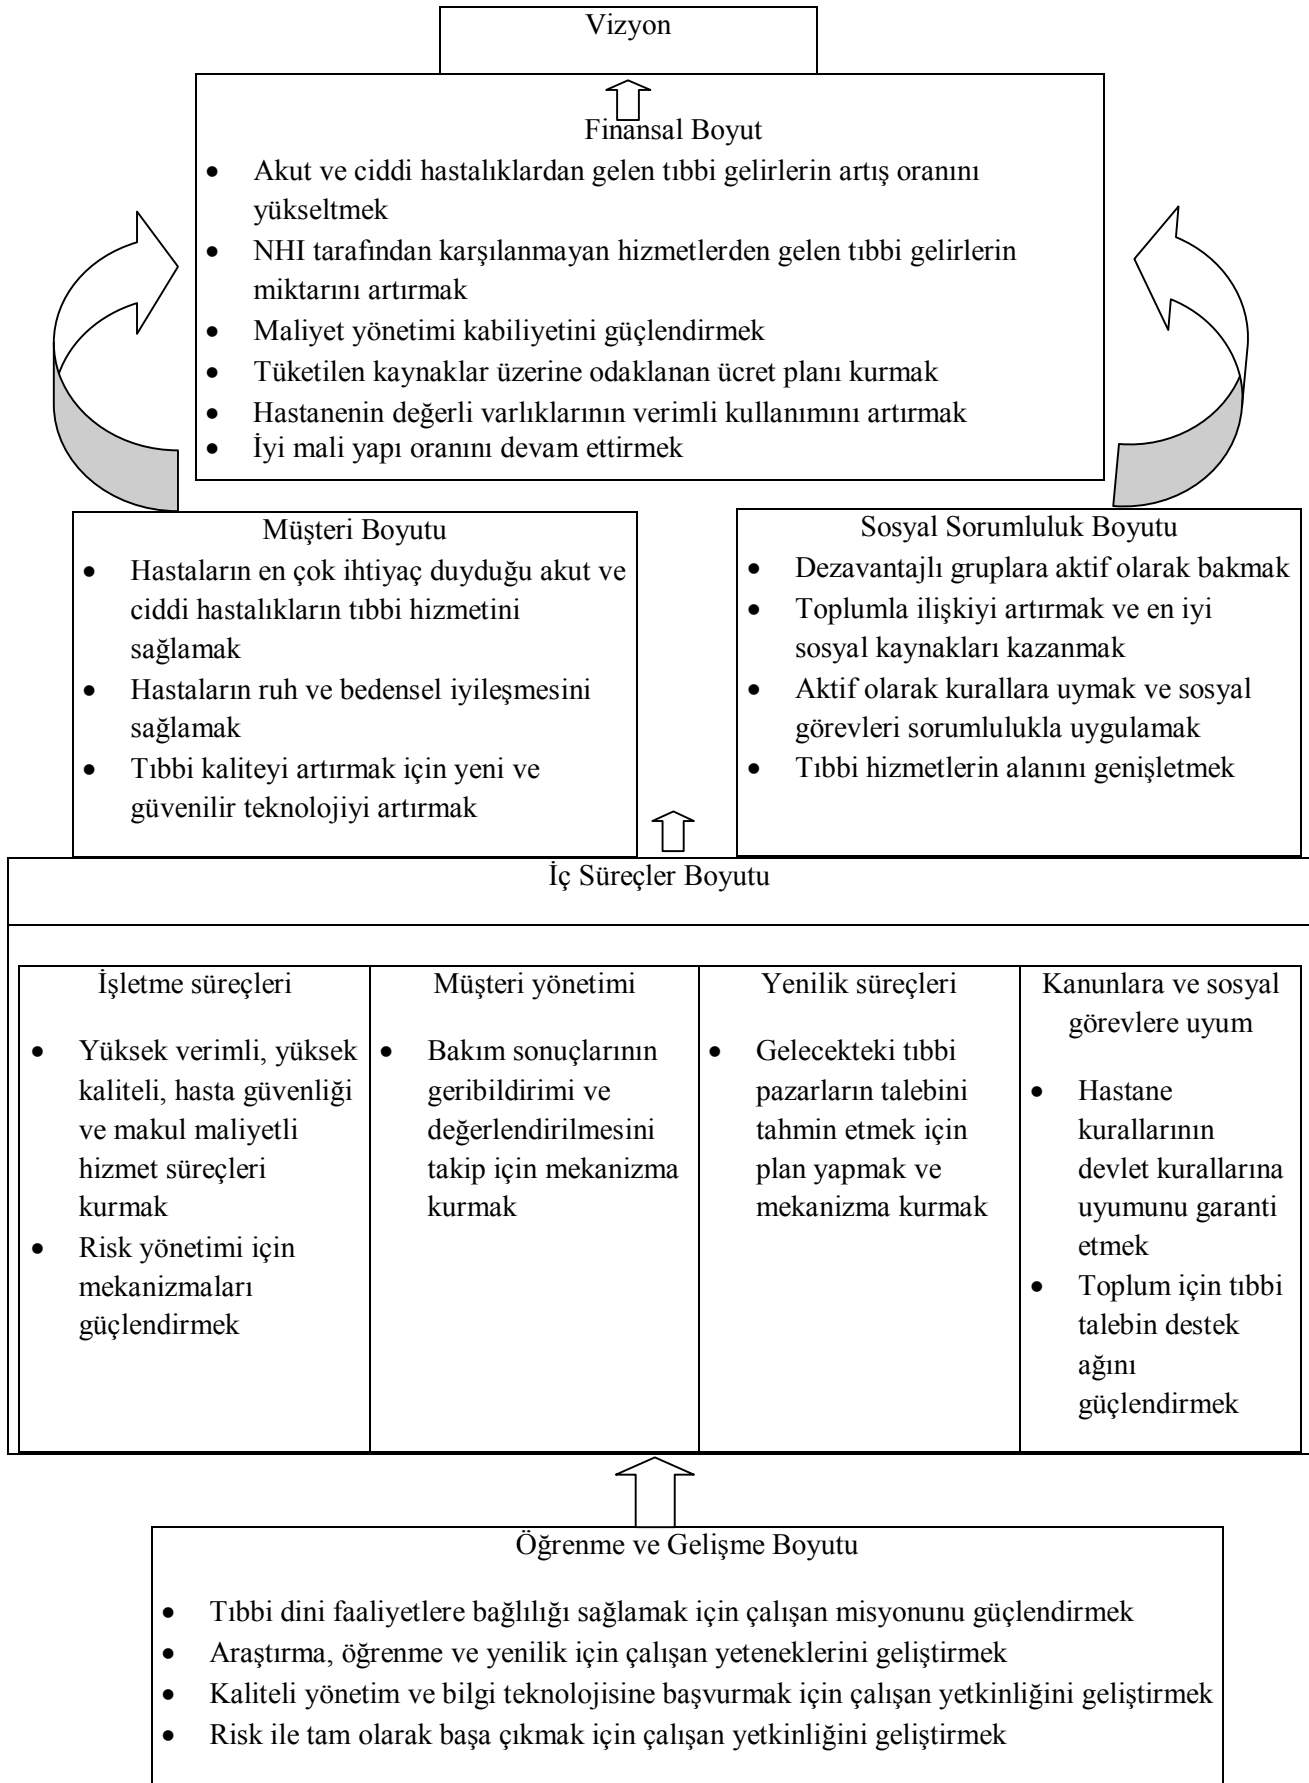 Vizyon
Finansal Boyut
• Akut ve ciddi hastalıklardan gelen tıbbi gelirlerin artış oranını
yükseltmek
• NHI tarafından karşılanmayan hizmetlerden gelen tıbbi gelirlerin
miktarını artırmak
• Maliyet yönetimi kabiliyetini güçlendirmek
• Tüketilen kaynaklar üzerine odaklanan ücret planı kurmak
• Hastanenin değerli varlıklarının verimli kullanımını artırmak
• İyi mali yapı oranını devam ettirmek
Müşteri Boyutu
• Hastaların en çok ihtiyaç duyduğu akut ve
ciddi hastalıkların tıbbi hizmetini
sağlamak
• Hastaların ruh ve bedensel iyileşmesini
sağlamak
• Tıbbi kaliteyi artırmak için yeni ve
güvenilir teknolojiyi artırmak
Sosyal Sorumluluk Boyutu
• Dezavantajlı gruplara aktif olarak bakmak
• Toplumla ilişkiyi artırmak ve en iyi
sosyal kaynakları kazanmak
• Aktif olarak kurallara uymak ve sosyal
görevleri sorumlulukla uygulamak
• Tıbbi hizmetlerin alanını genişletmek
İç Süreçler Boyutu
İşletme süreçleri
• Yüksek verimli, yüksek
kaliteli, hasta güvenliği
ve makul maliyetli
hizmet süreçleri
kurmak
• Risk yönetimi için
mekanizmaları
güçlendirmek
Müşteri yönetimi
• Bakım sonuçlarının
geribildirimi ve
değerlendirilmesini
takip için mekanizma
kurmak
Yenilik süreçleri
• Gelecekteki tıbbi
pazarların talebini
tahmin etmek için
plan yapmak ve
mekanizma kurmak
Kanunlara ve sosyal
görevlere uyum
• Hastane
kurallarının
devlet kurallarına
uyumunu garanti
etmek
• Toplum için tıbbi
talebin destek
ağını
güçlendirmek
Öğrenme ve Gelişme Boyutu
• Tıbbi dini faaliyetlere bağlılığı sağlamak için çalışan misyonunu güçlendirmek
• Araştırma, öğrenme ve yenilik için çalışan yeteneklerini geliştirmek
• Kaliteli yönetim ve bilgi teknolojisine başvurmak için çalışan yetkinliğini geliştirmek
• Risk ile tam olarak başa çıkmak için çalışan yetkinliğini geliştirmek